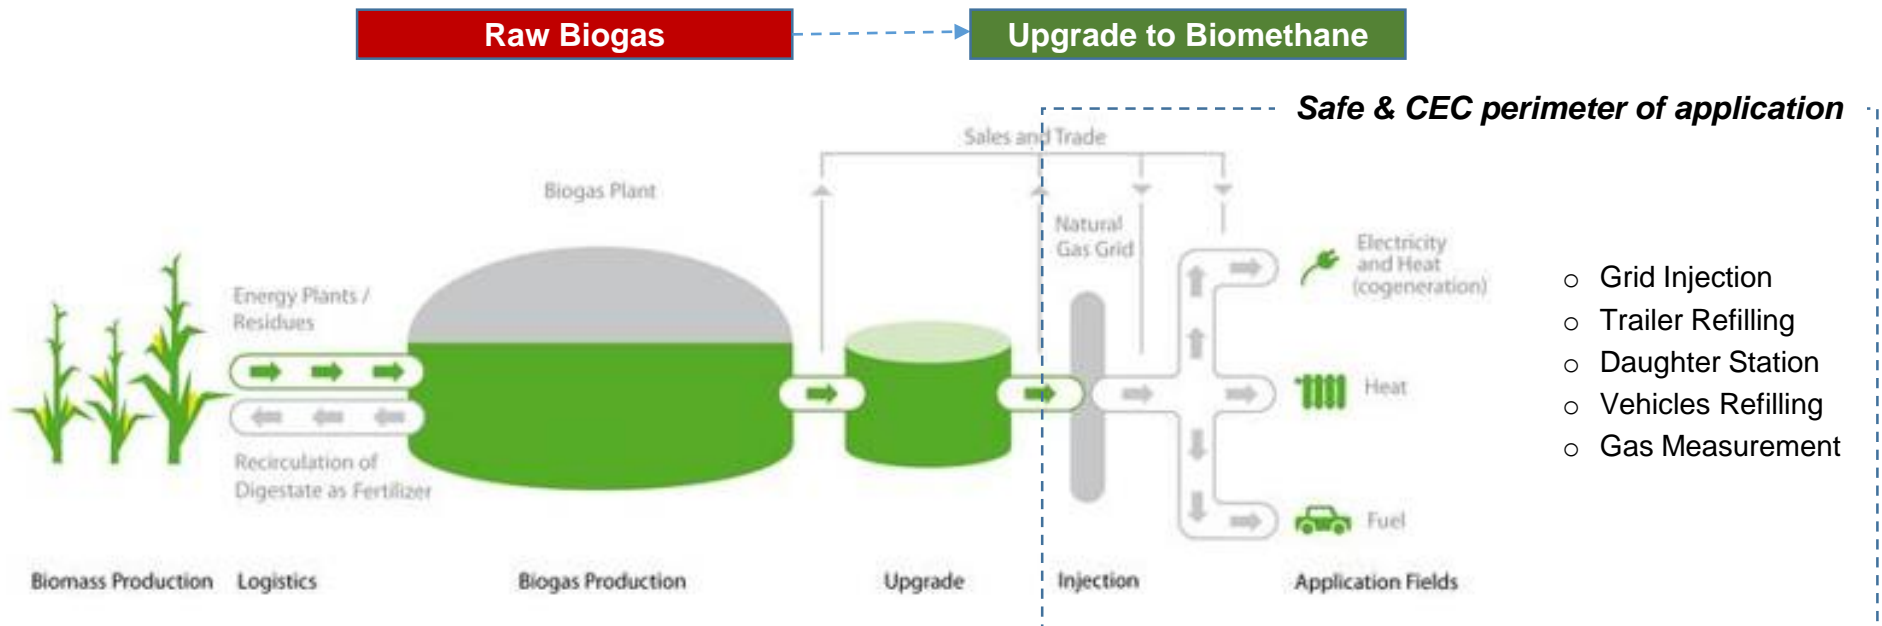 Raw Biogas
Upgrade to Biomethane
Safe & CEC perimeter of application
Sales and Trade
Biogas Plant
Natural
Gas Grid
Energy Plants /
Residues
Recirculation of
Digestate as Fertilizer
Electricity
and Heat
(cogeneration)
Heat
Fuel
o Grid Injection
o Trailer Refilling
o Daughter Station
o Vehicles Refilling
o Gas Measurement
Biomass Production
Logistics
Biogas Production
Upgrade
Injection
Application Fields